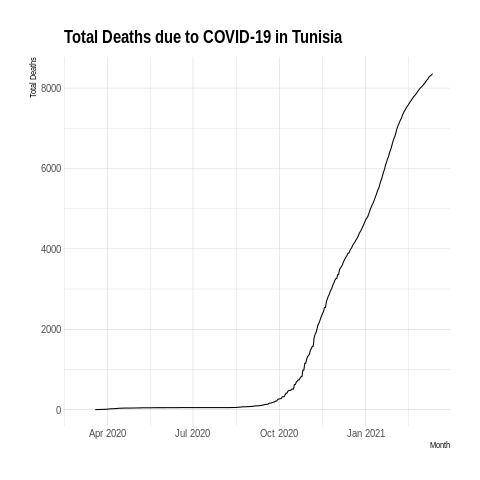 Total Deaths due to COVID-19 in Tunisia
Total Deaths
8000
6000
4000
2000
0
Apr 2020 Jul 2020 Oct 2020 Jan 2021
Month